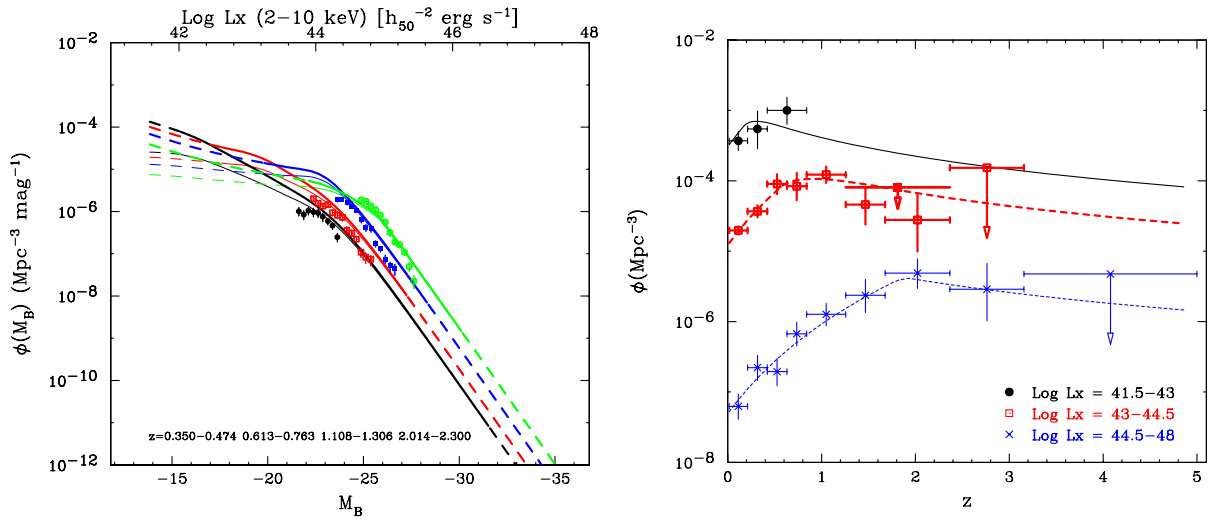 Log Lx (2−10 keV) [h₅₀⁻² erg s⁻¹]
42 44 46 48
10⁻²
10⁻⁴
10⁻⁶
10⁻⁸
10⁻¹⁰
10⁻¹²
ϕ(M_B) (Mpc⁻³ mag⁻¹)
z=0.350−0.474 0.613−0.763 1.108−1.306 2.014−2.300
−15 −20 −25 −30 −35
M_B
10⁻²
10⁻⁴
10⁻⁶
10⁻⁸
ϕ(Mpc⁻³)
Log Lx = 41.5−43
Log Lx = 43−44.5
Log Lx = 44.5−48
0 1 2 3 4 5
z